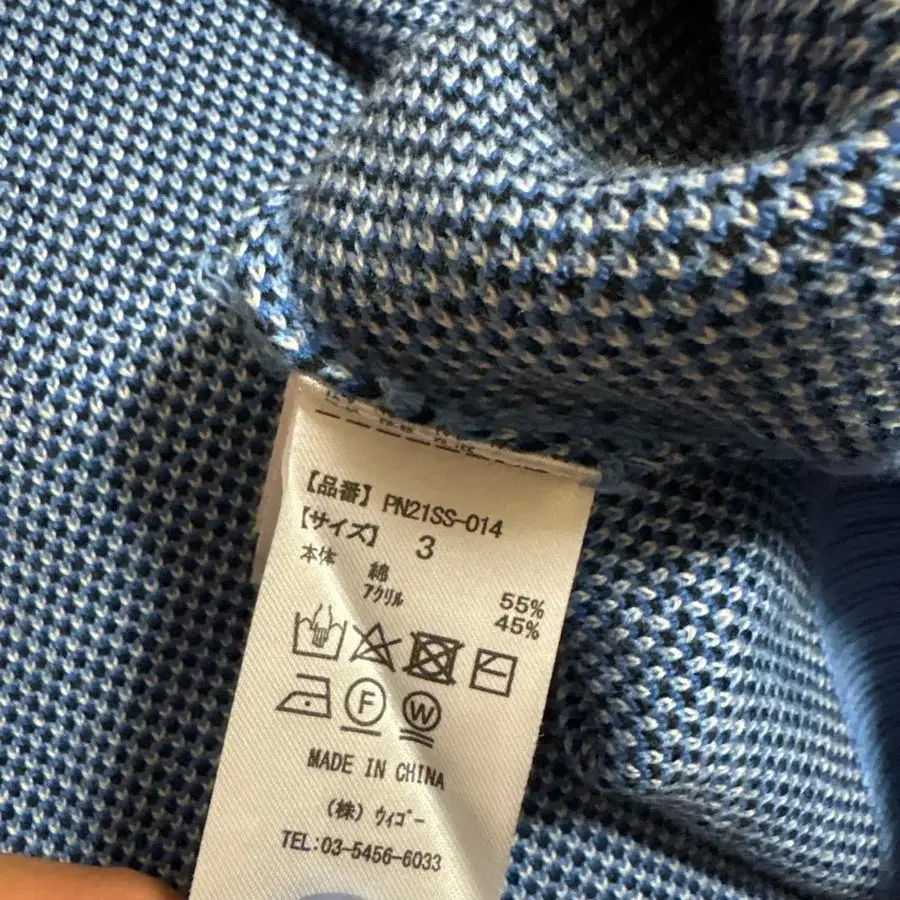 【品番】 PN21SS-014
【サイズ】 3
本体 綿 55%
アクリル 45%
F W
MADE IN CHINA
(株) ウィゴー
TEL:03-5456-6033